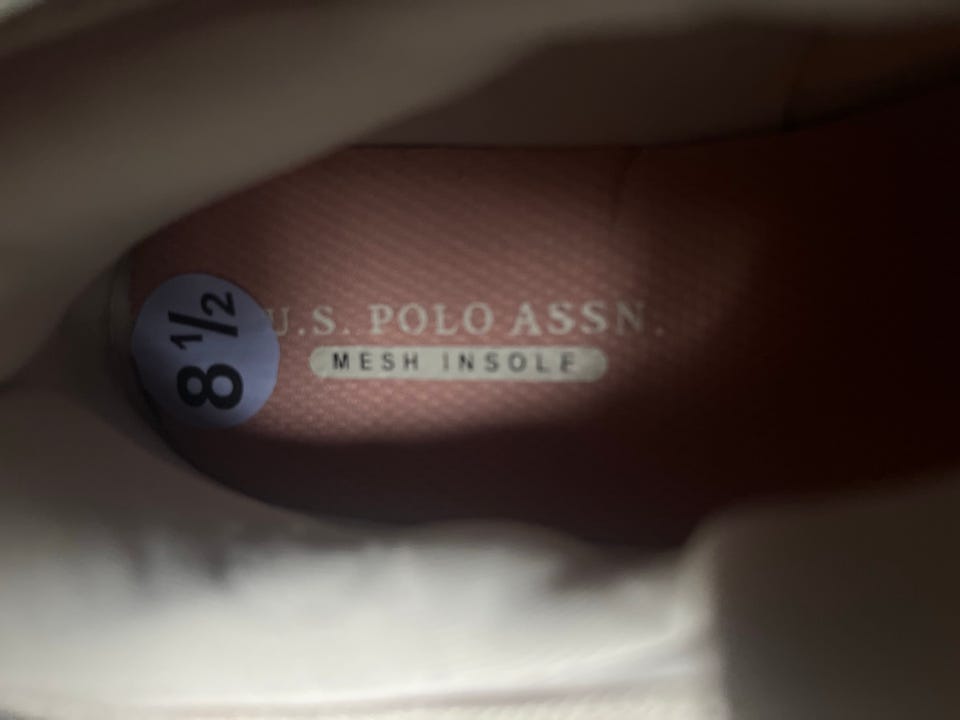 8 1/2
U.S. POLO ASSN.
MESH INSOLE